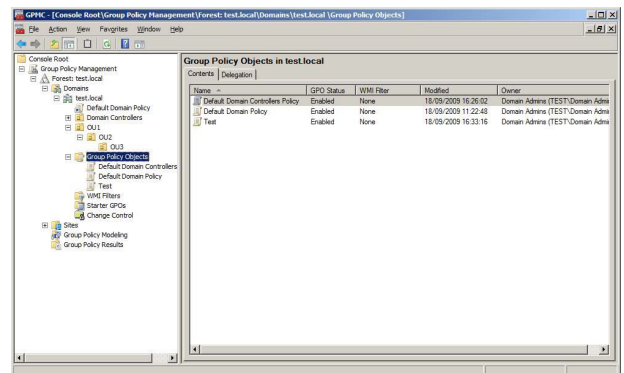 GPMC - [Console Root\Group Policy Management\Forest: test.local\Domains\test.local \Group Policy Objects]
File Action View Favorites Window Help
Console Root
Group Policy Management
Forest: test.local
Domains
test.local
Default Domain Policy
Domain Controllers
OU1
OU2
OU3
Group Policy Objects
Default Domain Controllers
Default Domain Policy
Test
WMI Filters
Starter GPOs
Change Control
Sites
Group Policy Modeling
Group Policy Results
Group Policy Objects in test.local
Contents Delegation
Name GPO Status WMI Filter Modified Owner
Default Domain Controllers Policy Enabled None 18/09/2009 16:26:02 Domain Admins (TEST\Domain Admi
Default Domain Policy Enabled None 18/09/2009 11:22:48 Domain Admins (TEST\Domain Admi
Test Enabled None 18/09/2009 16:33:16 Domain Admins (TEST\Domain Admi